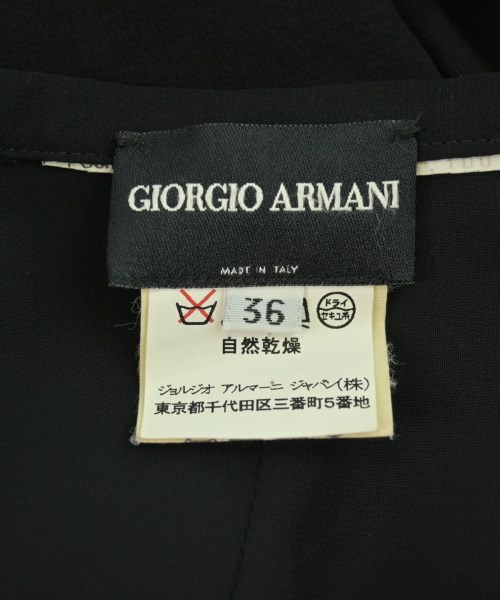 GIORGIO ARMANI
MADE IN ITALY
36
ドライ
セキユ系
自然乾燥
ジョルジオ アルマーニ ジャパン(株)
東京都千代田区三番町5番地